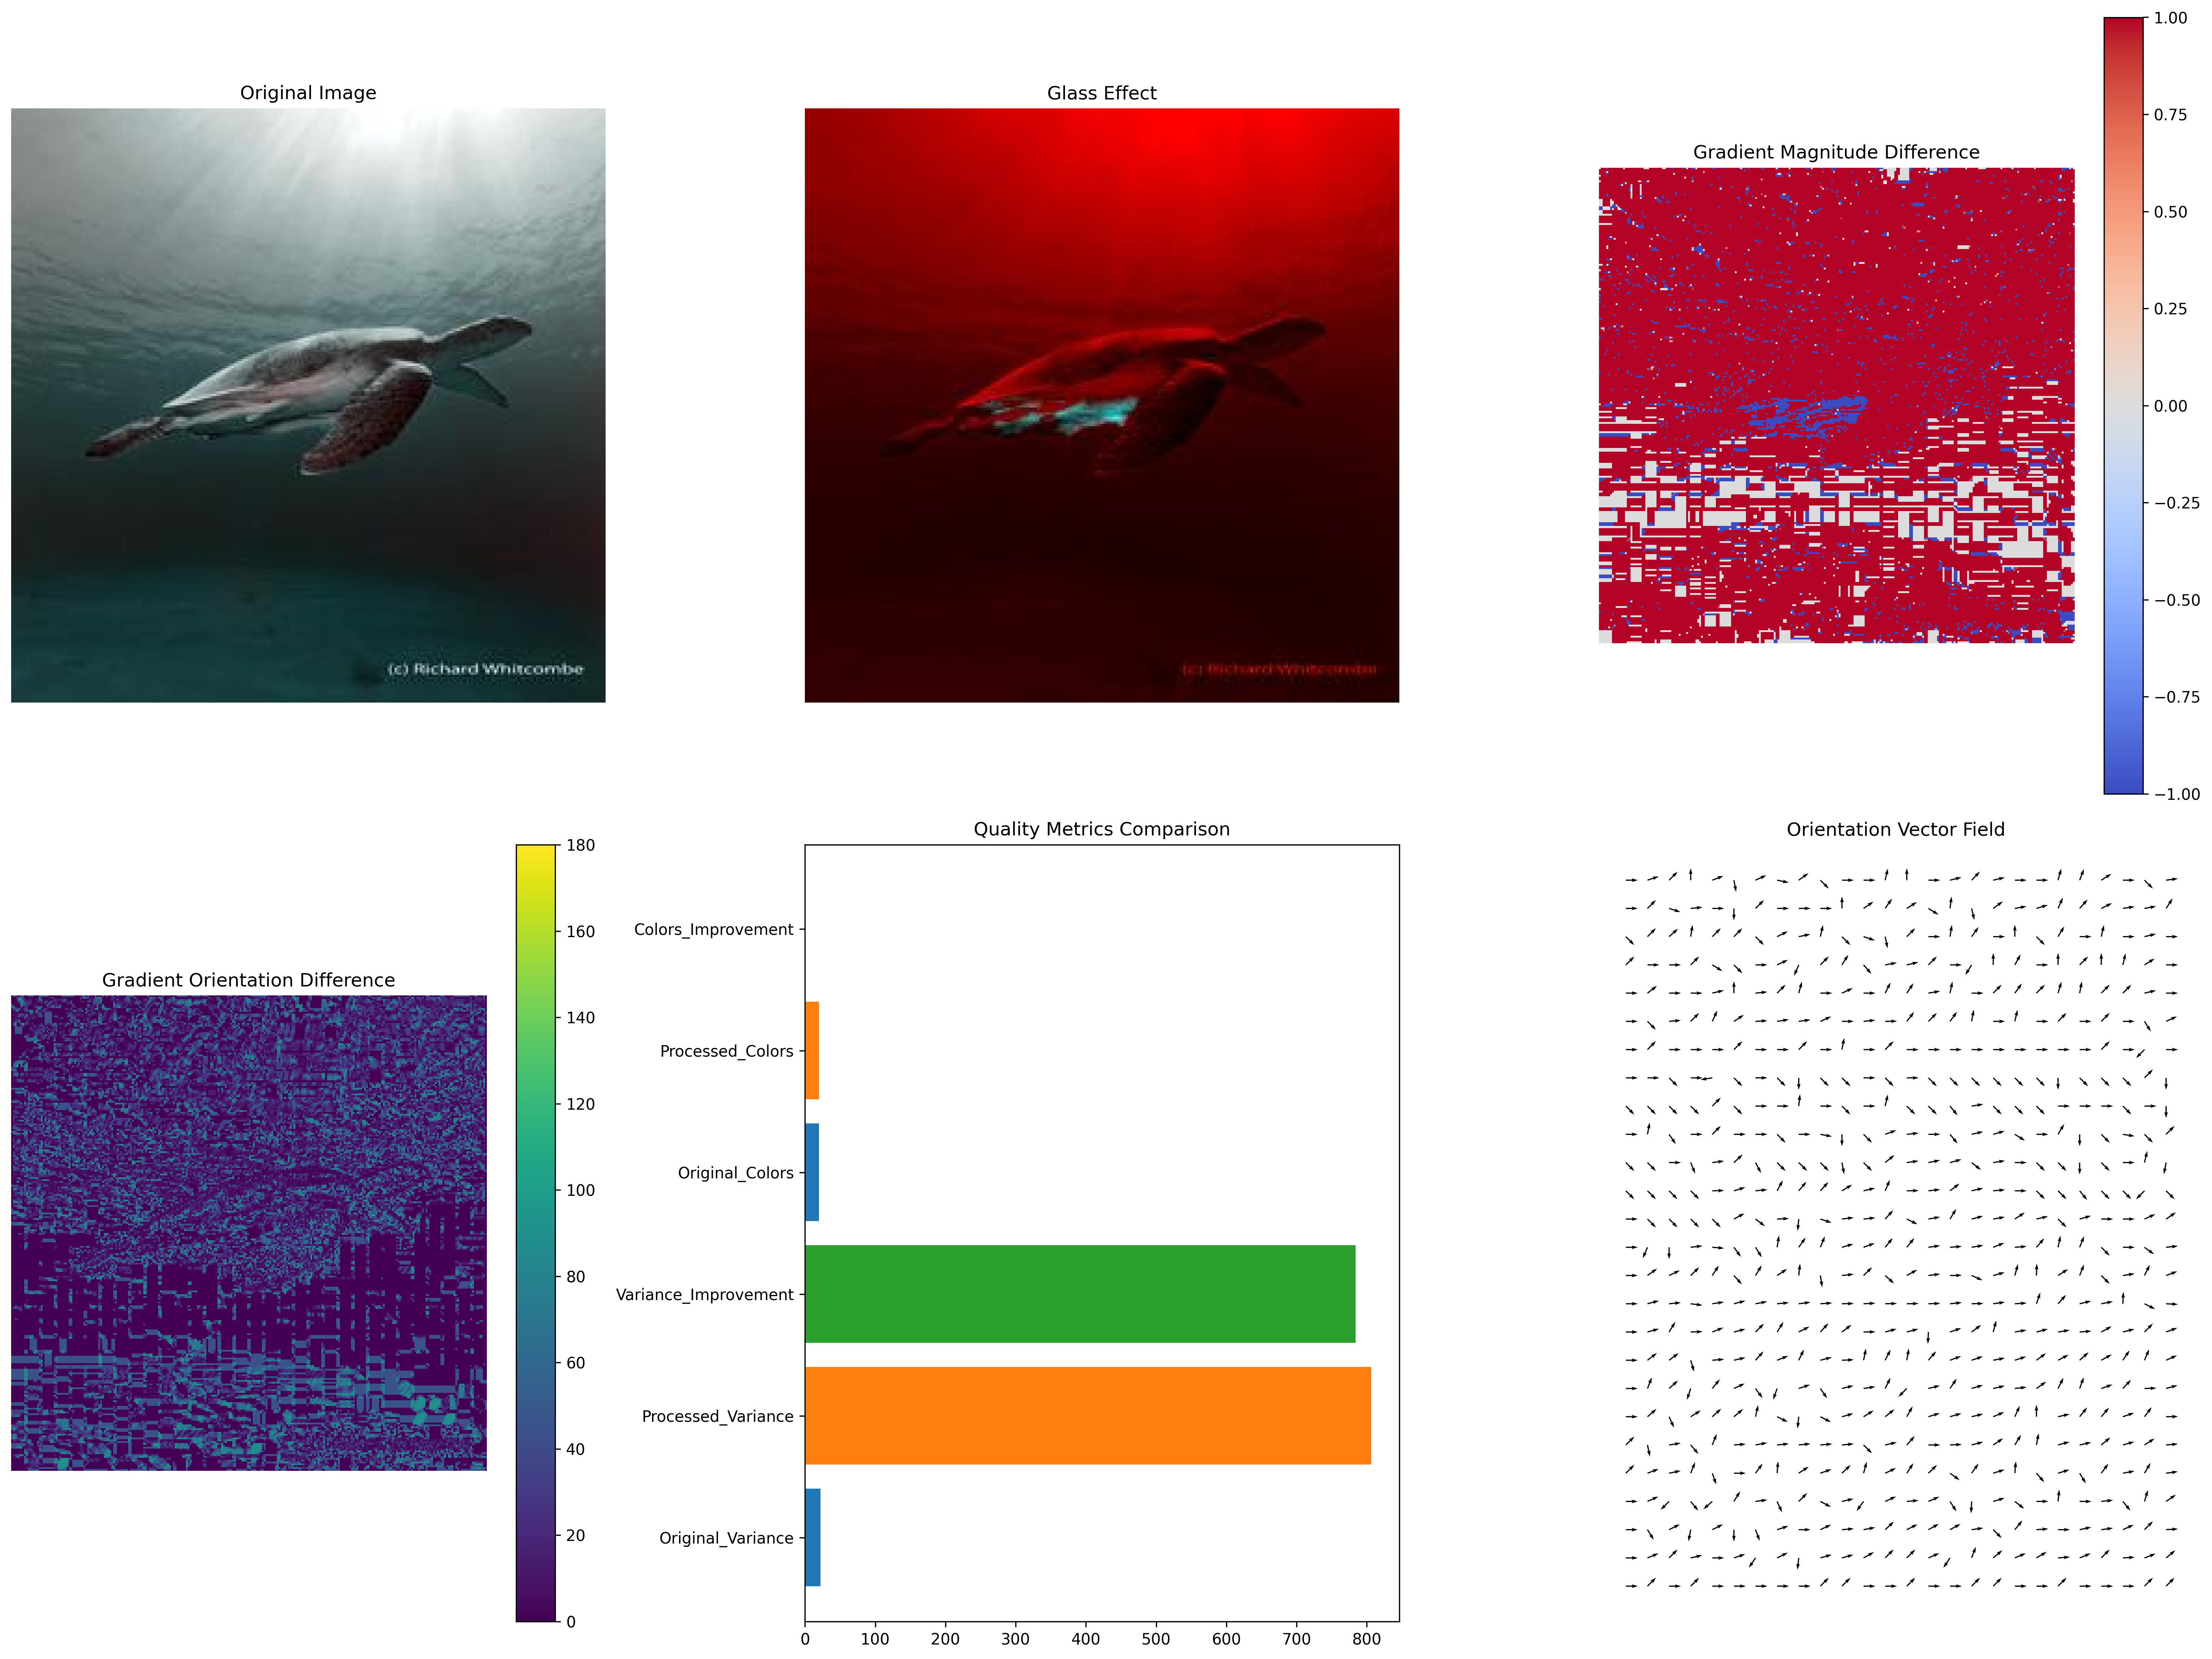 Original Image
(c) Richard Whitcombe
Glass Effect
(c) Richard Whitcombe
Gradient Magnitude Difference
1.00
0.75
0.50
0.25
0.00
−0.25
−0.50
−0.75
−1.00
Gradient Orientation Difference
180
160
140
120
100
80
60
40
20
0
Quality Metrics Comparison
Colors_Improvement
Processed_Colors
Original_Colors
Variance_Improvement
Processed_Variance
Original_Variance
0 100 200 300 400 500 600 700 800
Orientation Vector Field